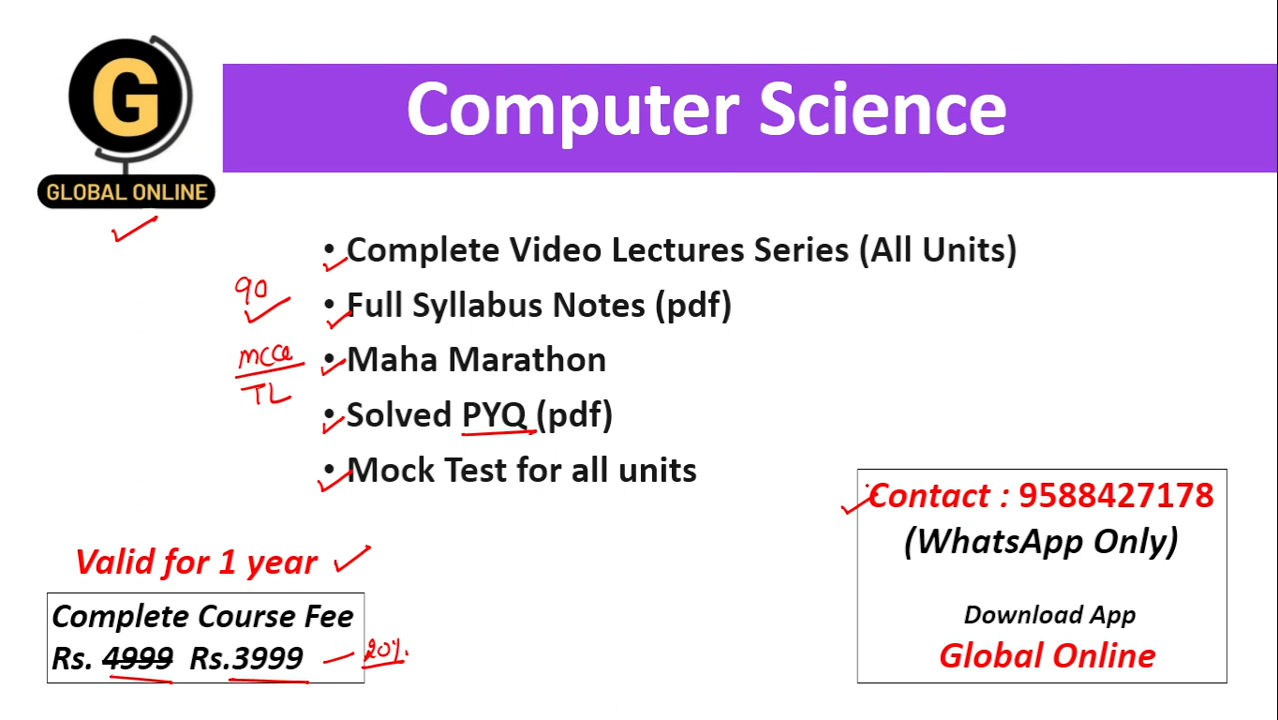 G
GLOBAL ONLINE
Computer Science
• Complete Video Lectures Series (All Units)
90
• Full Syllabus Notes (pdf)
MCQ
• Maha Marathon
TL
• Solved PYQ (pdf)
• Mock Test for all units
Contact : 9588427178
(WhatsApp Only)
Download App
Global Online
Valid for 1 year
Complete Course Fee
Rs. 4999 Rs.3999
20%.